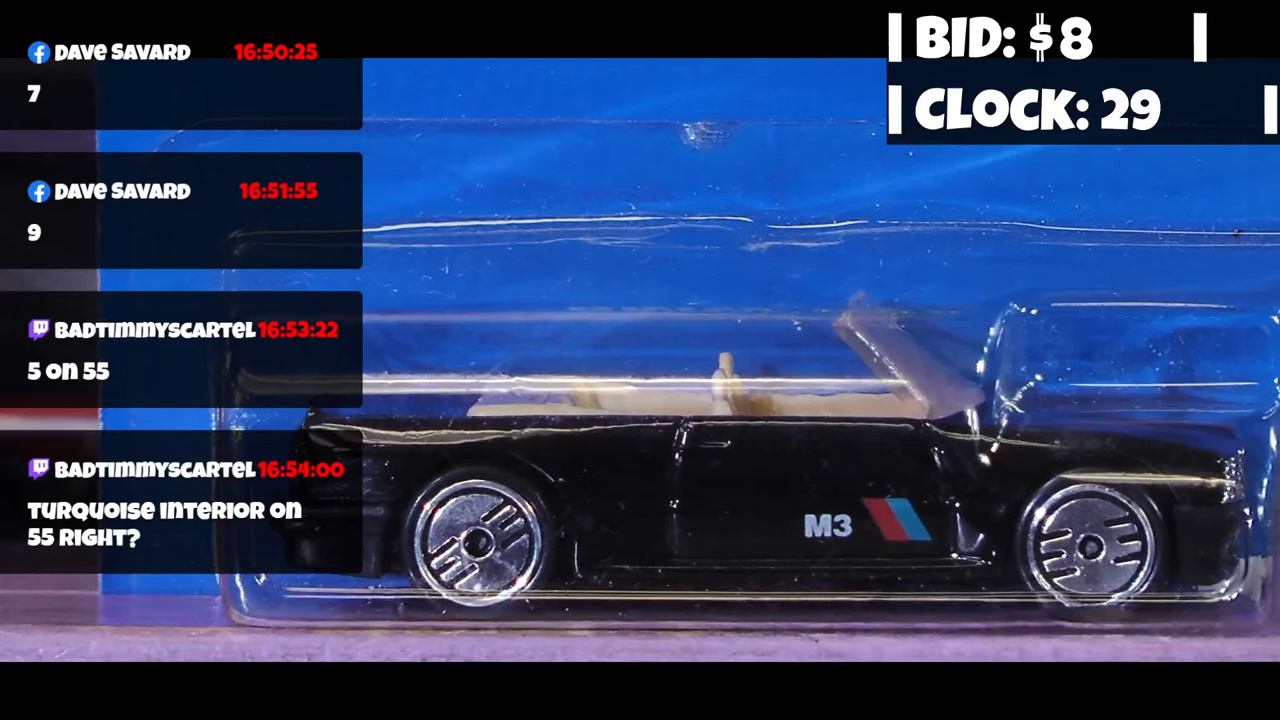 DAVE SAVARD 16:50:25
7
DAVE SAVARD 16:51:55
9
BADTIMMYSCARTEL 16:53:22
5 on 55
BADTIMMYSCARTEL 16:54:00
TURQUOISE INTERIOR ON
55 RIGHT?
| BID: $8 |
| CLOCK: 29 |
M3